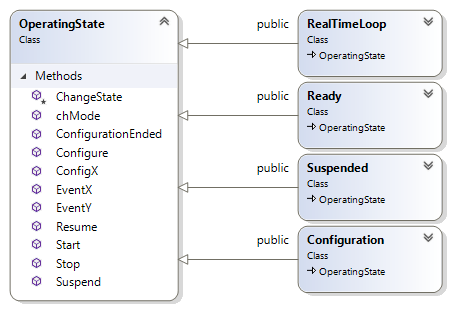 OperatingState
Class
Methods
ChangeState
chMode
ConfigurationEnded
Configure
ConfigX
EventX
EventY
Resume
Start
Stop
Suspend
public
RealTimeLoop
Class
OperatingState
public
Ready
Class
OperatingState
public
Suspended
Class
OperatingState
public
Configuration
Class
OperatingState